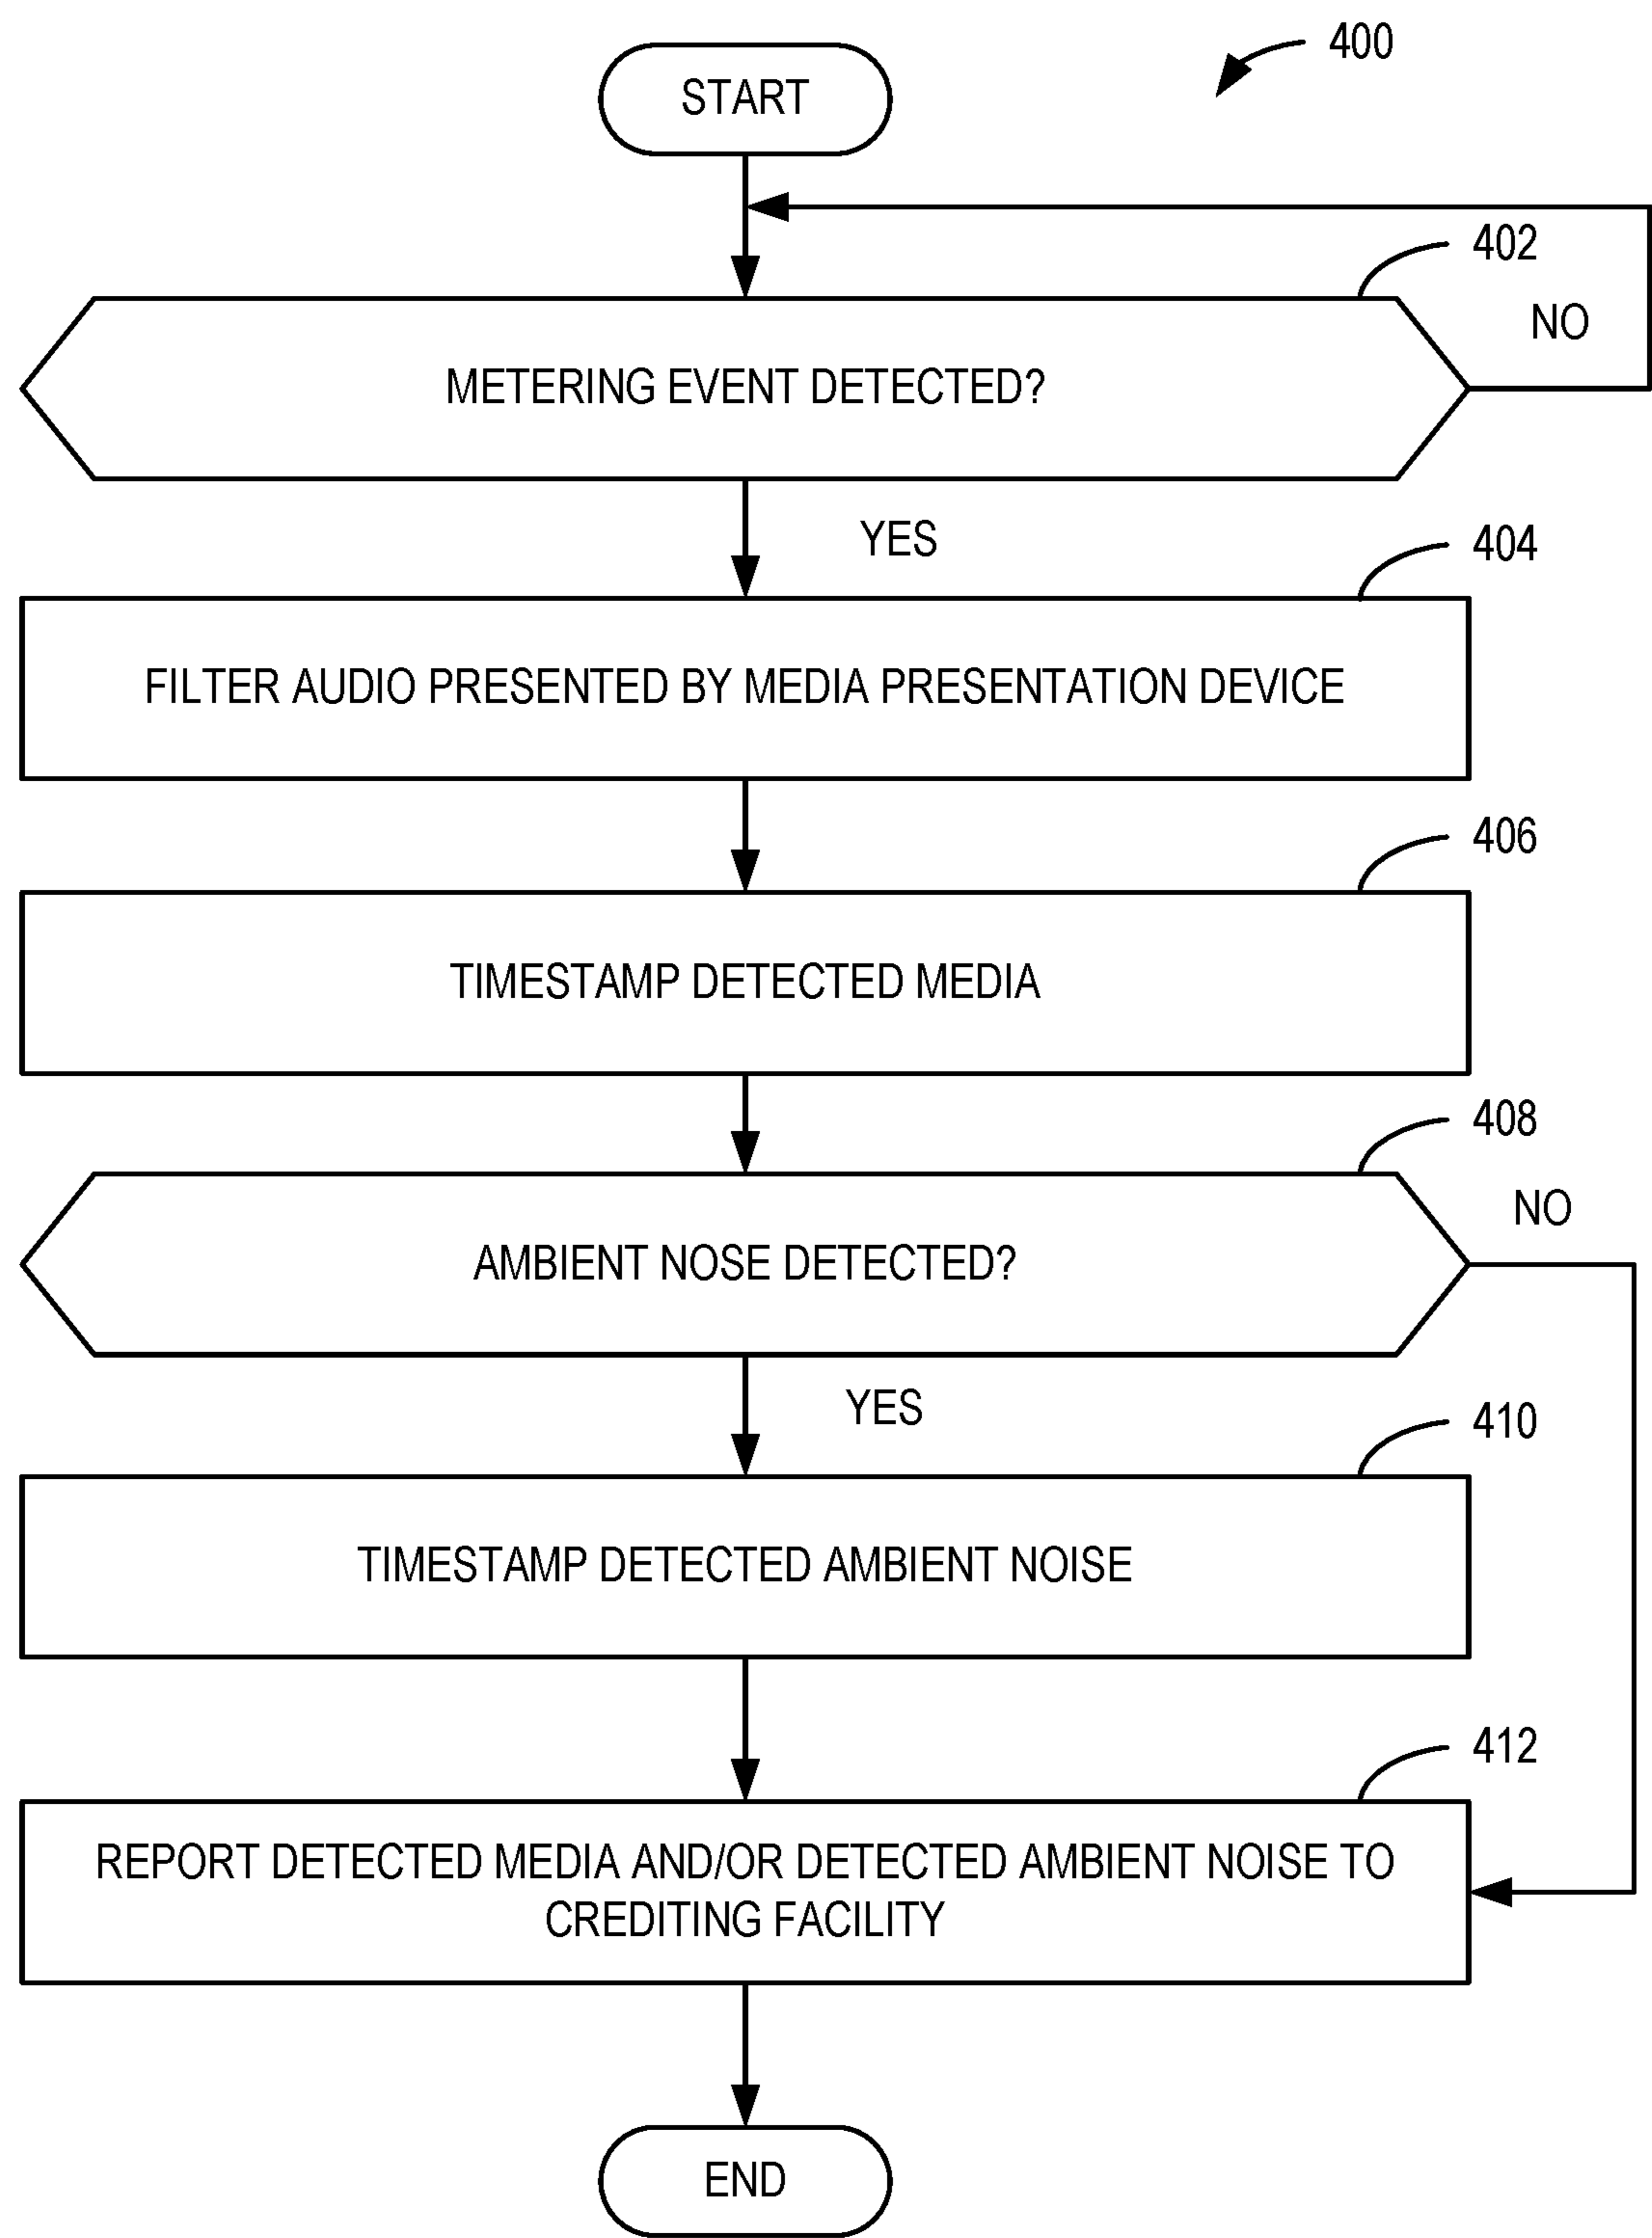 START
400
402
METERING EVENT DETECTED?
NO
YES
404
FILTER AUDIO PRESENTED BY MEDIA PRESENTATION DEVICE
406
TIMESTAMP DETECTED MEDIA
408
AMBIENT NOSE DETECTED?
NO
YES
410
TIMESTAMP DETECTED AMBIENT NOISE
412
REPORT DETECTED MEDIA AND/OR DETECTED AMBIENT NOISE TO
CREDITING FACILITY
END